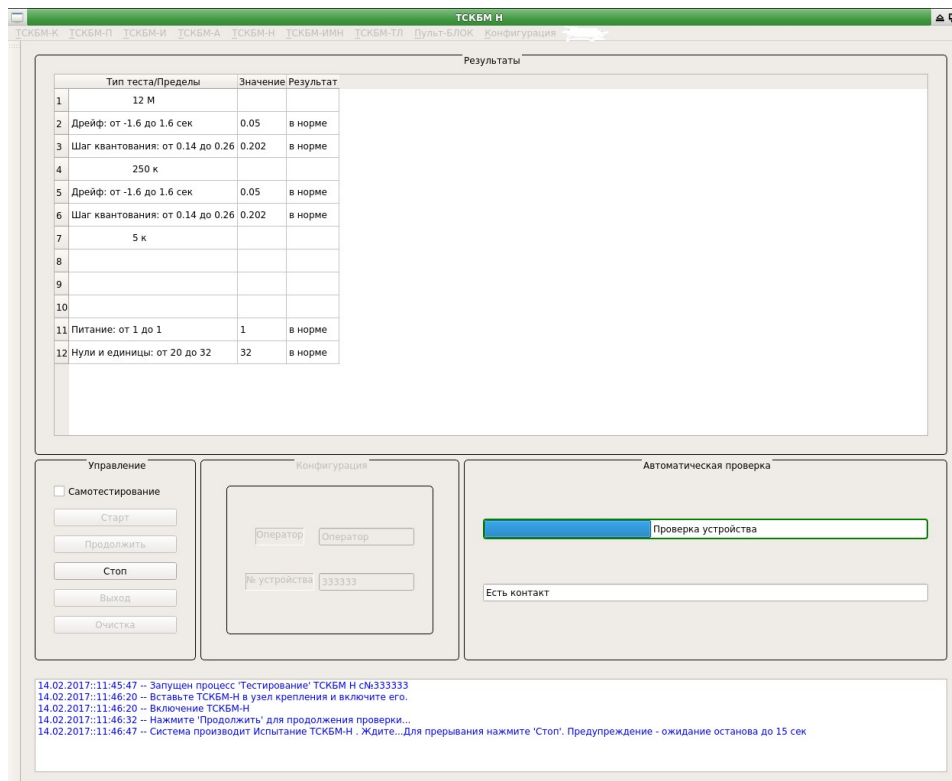 ТСКБМ Н
ТСКБМ-К ТСКБМ-П ТСКБМ-И ТСКБМ-А ТСКБМ-Н ТСКБМ-ИМН ТСКБМ-ТЛ Пульт-БЛОК Конфигурация
Результаты
Тип теста/Пределы Значение Результат
1 12 М
2 Дрейф: от -1.6 до 1.6 сек 0.05 в норме
3 Шаг квантования: от 0.14 до 0.26 0.202 в норме
4 250 к
5 Дрейф: от -1.6 до 1.6 сек 0.05 в норме
6 Шаг квантования: от 0.14 до 0.26 0.202 в норме
7 5 к
8
9
10
11 Питание: от 1 до 1 1 в норме
12 Нули и единицы: от 20 до 32 32 в норме
Управление
Самотестирование
Старт
Продолжить
Стоп
Выход
Очистка
Конфигурация
Оператор Оператор
№ устройства 333333
Автоматическая проверка
Проверка устройства
Есть контакт
14.02.2017::11:45:47 -- Запущен процесс 'Тестирование' ТСКБМ Н с№333333
14.02.2017::11:46:20 -- Вставьте ТСКБМ-Н в узел крепления и включите его.
14.02.2017::11:46:20 -- Включение ТСКБМ-Н
14.02.2017::11:46:32 -- Нажмите 'Продолжить' для продолжения проверки...
14.02.2017::11:46:47 -- Система производит Испытание ТСКБМ-Н . Ждите...Для прерывания нажмите 'Стоп'. Предупреждение - ожидание останова до 15 сек